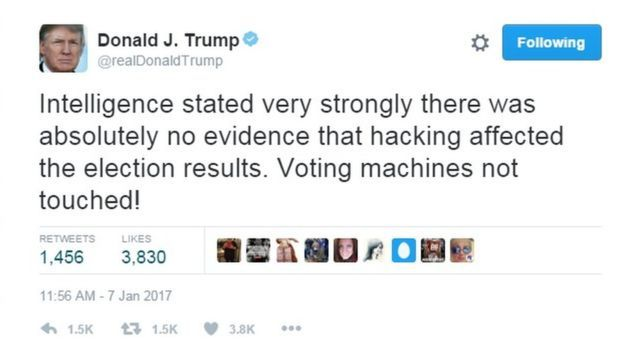 Donald J. Trump
@realDonaldTrump
Following
Intelligence stated very strongly there was
absolutely no evidence that hacking affected
the election results. Voting machines not
touched!
RETWEETS LIKES
1,456 3,830
11:56 AM - 7 Jan 2017
1.5K 1.5K 3.8K